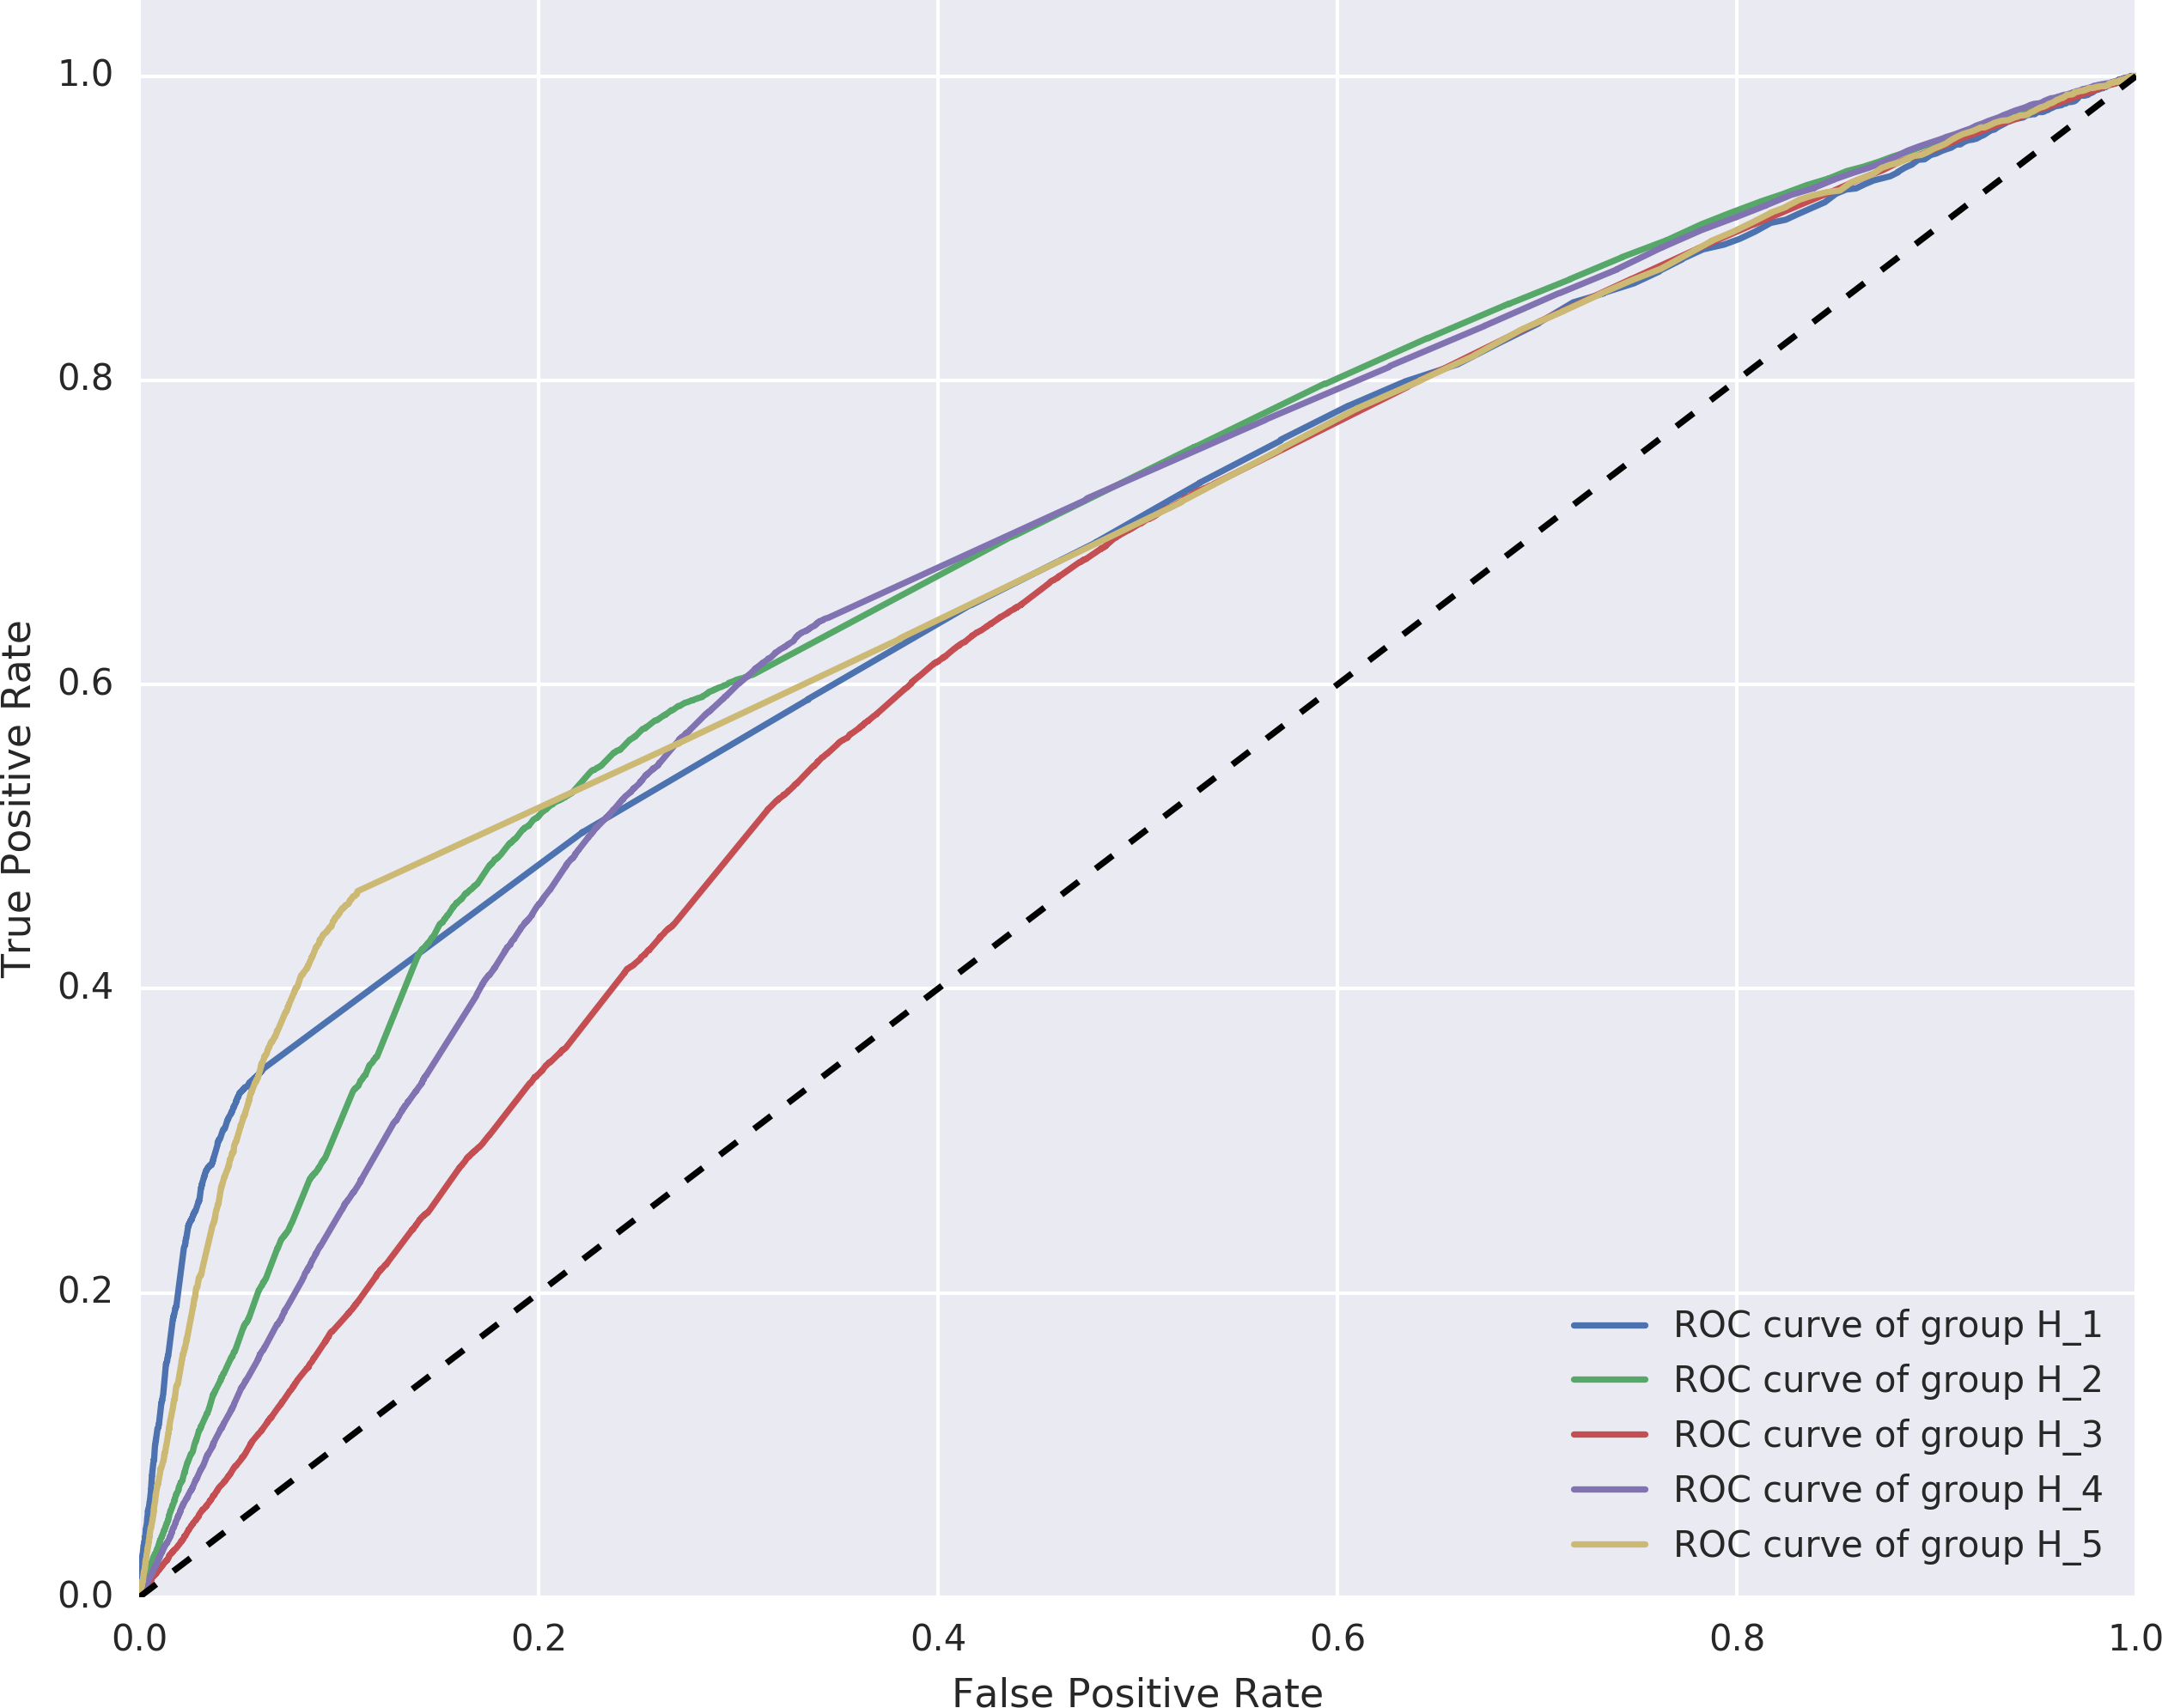 True Positive Rate
1.0
0.8
0.6
0.4
0.2
0.0
0.0 0.2 0.4 0.6 0.8 1.0
False Positive Rate
ROC curve of group H_1
ROC curve of group H_2
ROC curve of group H_3
ROC curve of group H_4
ROC curve of group H_5